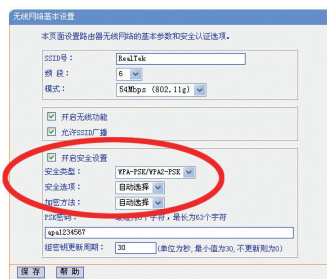 无线网络基本设置
本页面设置路由器无线网络的基本参数和安全认证选项。
SSID号： RealTek
频 段： 6
模式： 54Mbps (802.11g)
开启无线功能
允许SSID广播
开启安全设置
安全类型： WPA-PSK/WPA2-PSK
安全选项： 自动选择
加密方法： 自动选择
PSK密码： 最短为8个字符，最长为63个字符
spa1234567
组密钥更新周期： 30 (单位为秒,最小值为30,不更新则为0)
保 存 帮 助